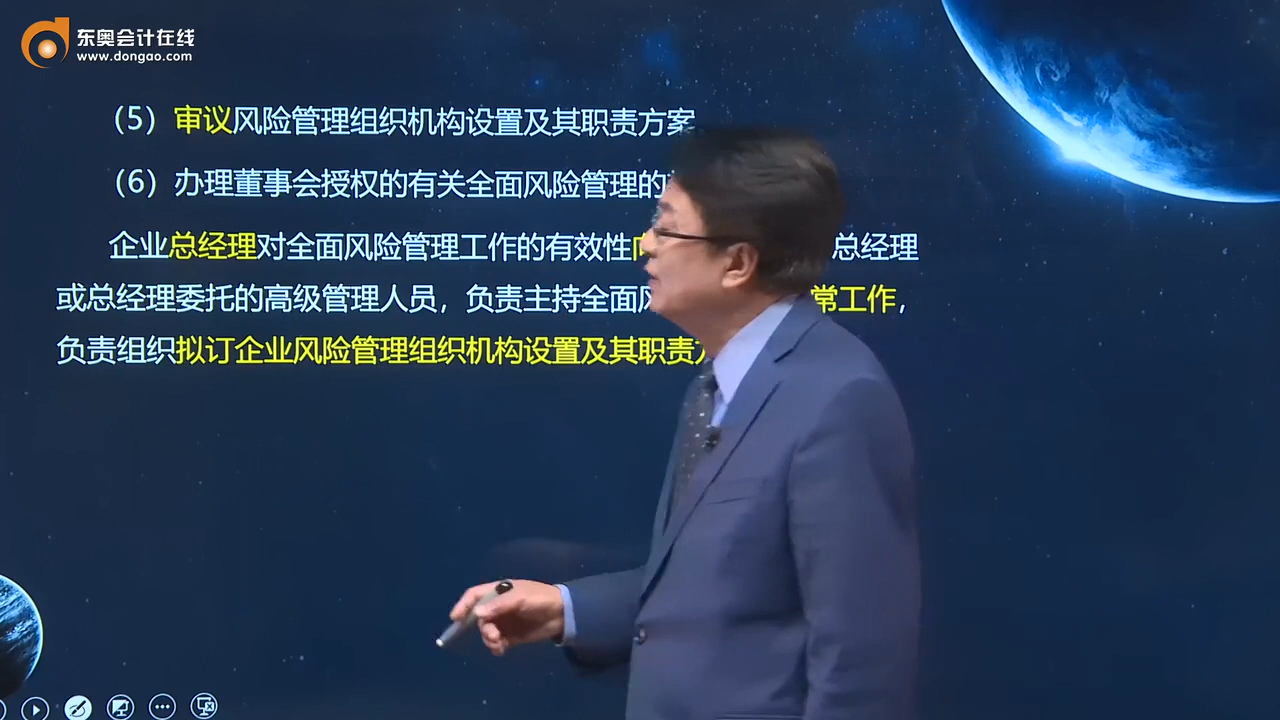 东奥会计在线
www.dongao.com
（5）审议风险管理组织机构设置及其职责方案
（6）办理董事会授权的有关全面风险管理的
企业总经理对全面风险管理工作的有效性 总经理
或总经理委托的高级管理人员，负责主持全面风 常工作，
负责组织拟订企业风险管理组织机构设置及其职责